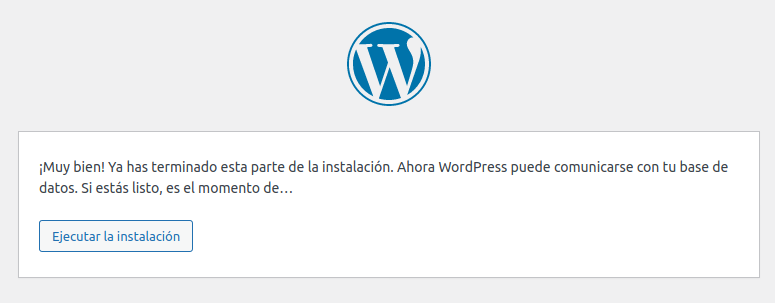 ¡Muy bien! Ya has terminado esta parte de la instalación. Ahora WordPress puede comunicarse con tu base de
datos. Si estás listo, es el momento de…
Ejecutar la instalación